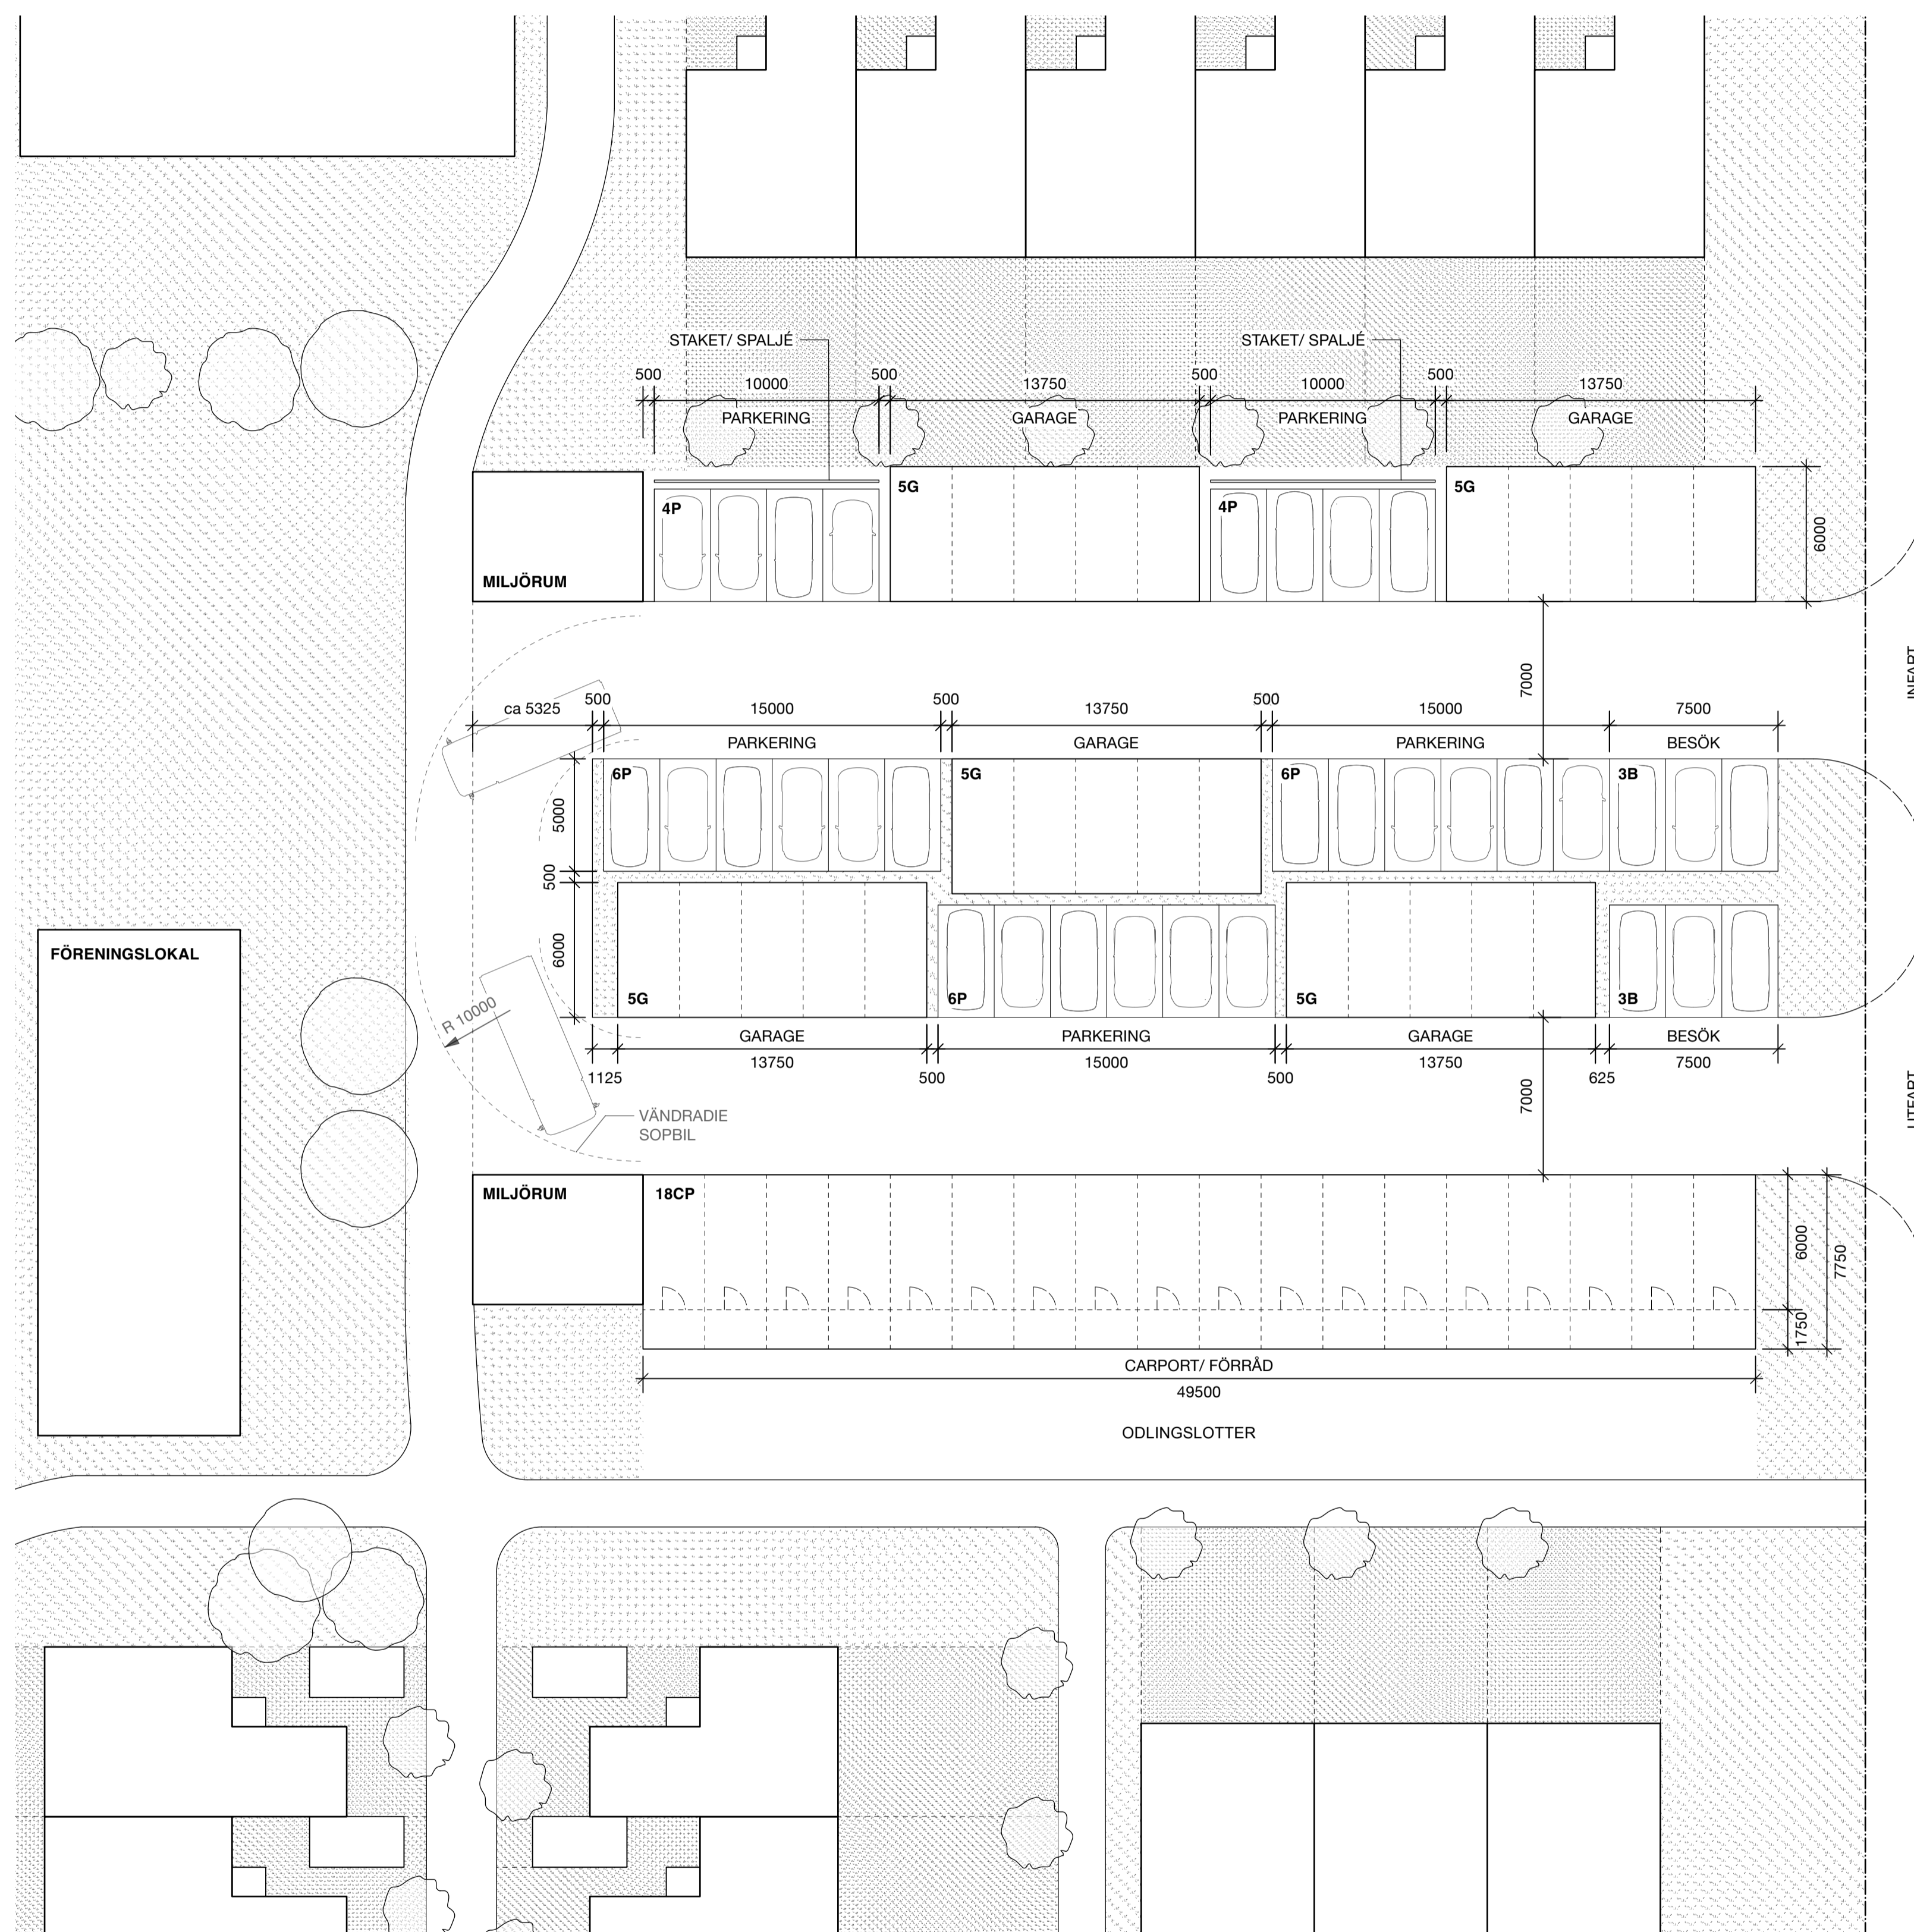 STAKET/ SPALJÉ
STAKET/ SPALJÉ
500
10000
500
13750
500
10000
500
13750
PARKERING
GARAGE
PARKERING
GARAGE
4P
5G
4P
5G
6000
MILJÖRUM
INFART
7000
ca 5325
500
15000
500
13750
500
15000
7500
PARKERING
GARAGE
PARKERING
BESÖK
6P
5G
6P
3B
5000
500
6000
FÖRENINGSLOKAL
5G
6P
5G
3B
R 10000
GARAGE
PARKERING
GARAGE
BESÖK
1125
13750
500
15000
500
13750
625
7500
7000
UTFART
VÄNDRADIE
SOPBIL
MILJÖRUM
18CP
6000
7750
1750
CARPORT/ FÖRRÅD
49500
ODLINGSLOTTER